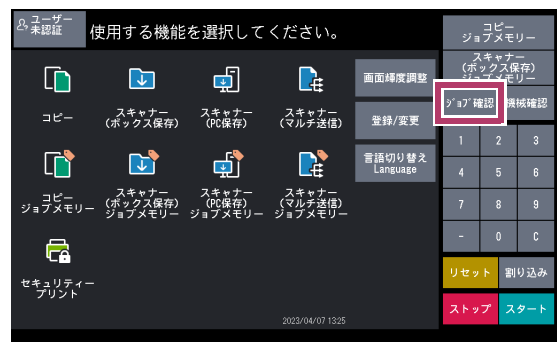 ユーザー
未認証
使用する機能を選択してください。
コピー
スキャナー
(ボックス保存)
スキャナー
(PC保存)
スキャナー
(マルチ送信)
コピー
ジョブメモリー
スキャナー
(ボックス保存)
ジョブメモリー
スキャナー
(PC保存)
ジョブメモリー
スキャナー
(マルチ送信)
ジョブメモリー
セキュリティー
プリント
2023/04/07 13:25
画面輝度調整
登録/変更
言語切り替え
Language
コピー
ジョブメモリー
スキャナー
(ボックス保存)
ジョブメモリー
ジョブ確認
機械確認
1 2 3
4 5 6
7 8 9
- 0 C
リセット
割り込み
ストップ
スタート